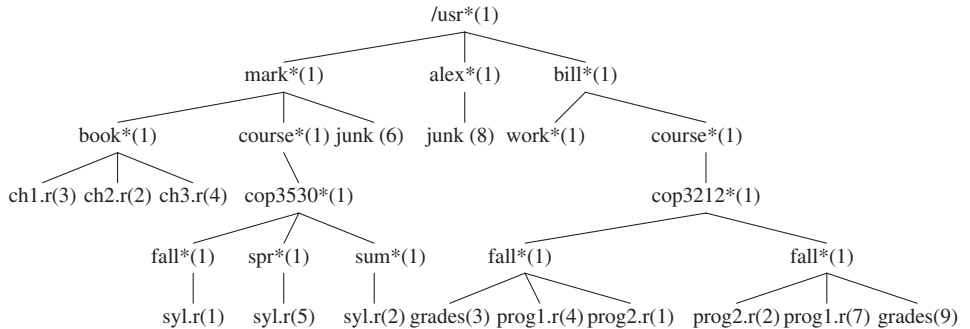 /usr*(1)
mark*(1) alex*(1) bill*(1)
book*(1) course*(1) junk (6) junk (8) work*(1) course*(1)
ch1.r(3) ch2.r(2) ch3.r(4) cop3530*(1) cop3212*(1)
fall*(1) spr*(1) sum*(1) fall*(1) fall*(1)
syl.r(1) syl.r(5) syl.r(2) grades(3) prog1.r(4) prog2.r(1) prog2.r(2) prog1.r(7) grades(9)